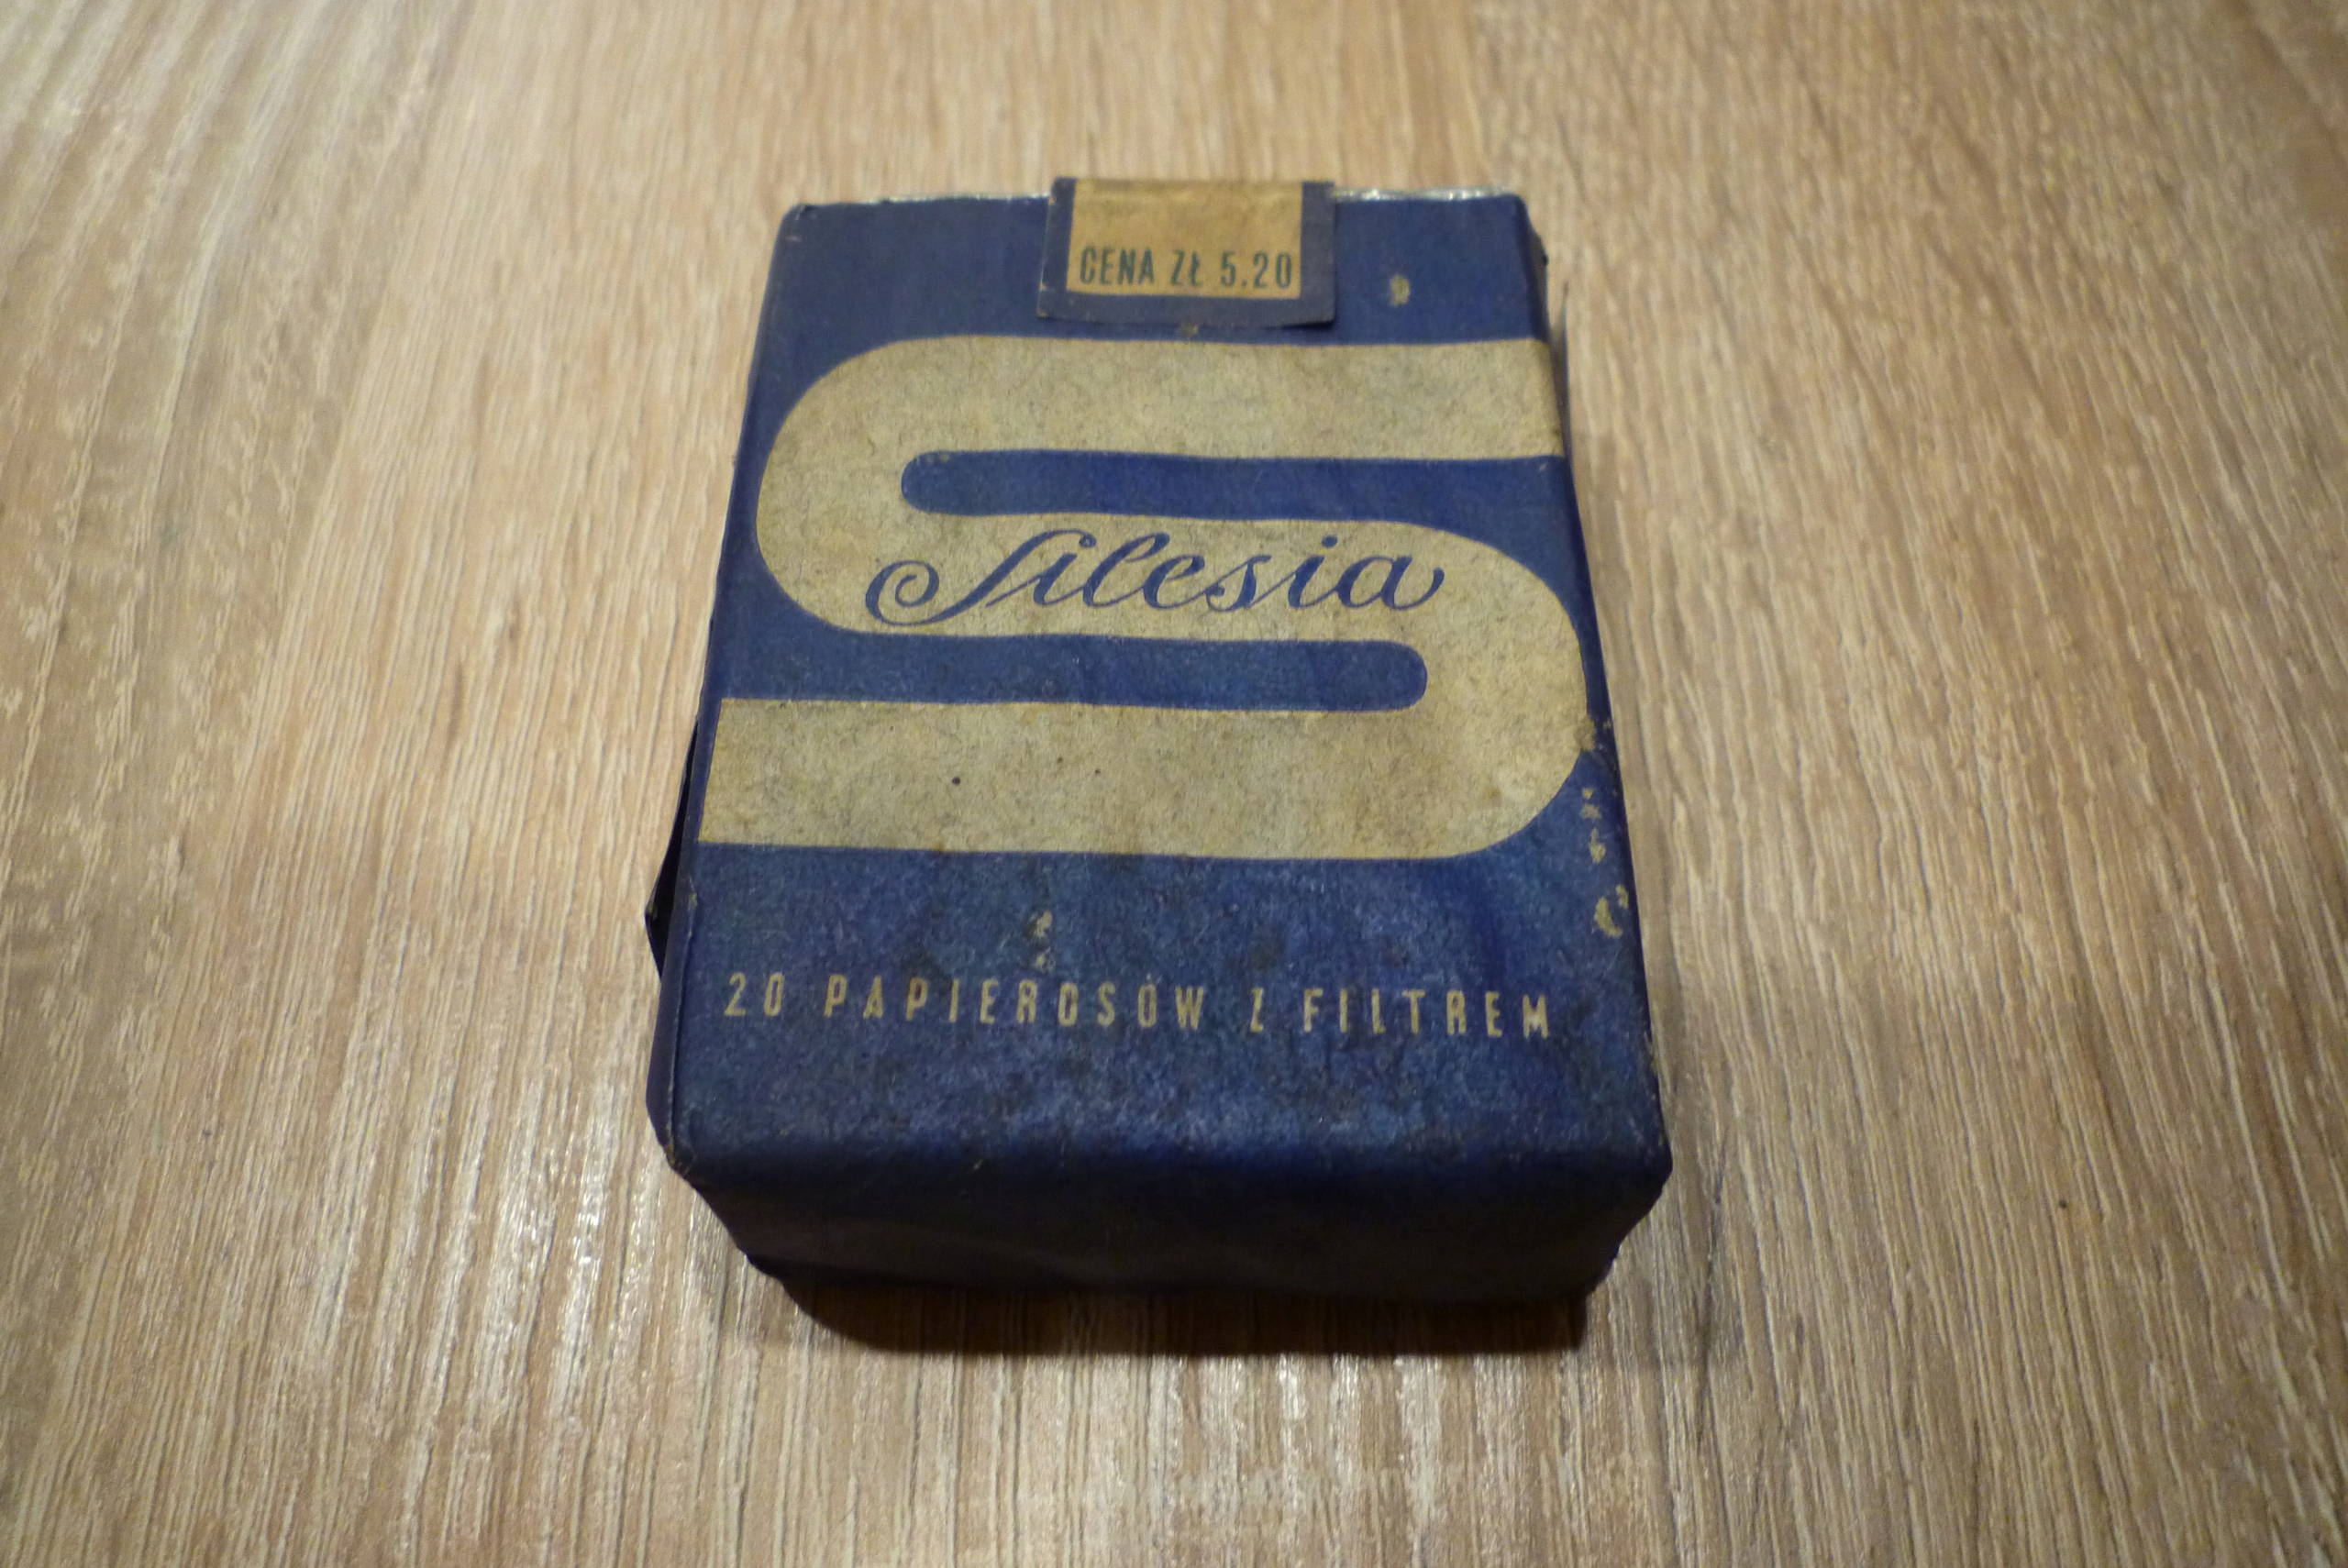 CENA ZŁ 5.20
Silesia
20 PAPIEROSÓW Z FILTREM